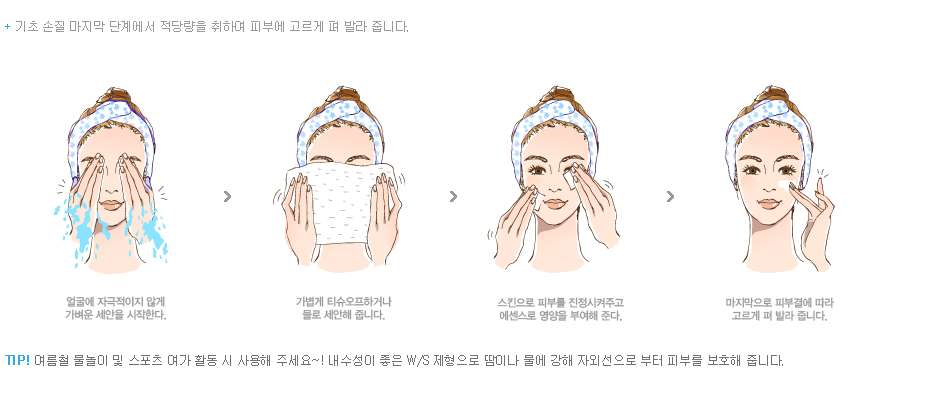 + 기초 손질 마지막 단계에서 적당량을 취하여 피부에 고르게 펴 발라 줍니다.
얼굴에 자극적이지 않게
가벼운 세안을 시작한다.
가볍게 티슈오프하거나
물로 세안해 줍니다.
스킨으로 피부를 진정시켜주고
에센스로 영양을 부여해 준다.
마지막으로 피부결에 따라
고르게 펴 발라 줍니다.
TIP! 여름철 물놀이 및 스포츠 여가 활동 시 사용해 주세요~! 내수성이 좋은 W/S 제형으로 땀이나 물에 강해 자외선으로 부터 피부를 보호해 줍니다.